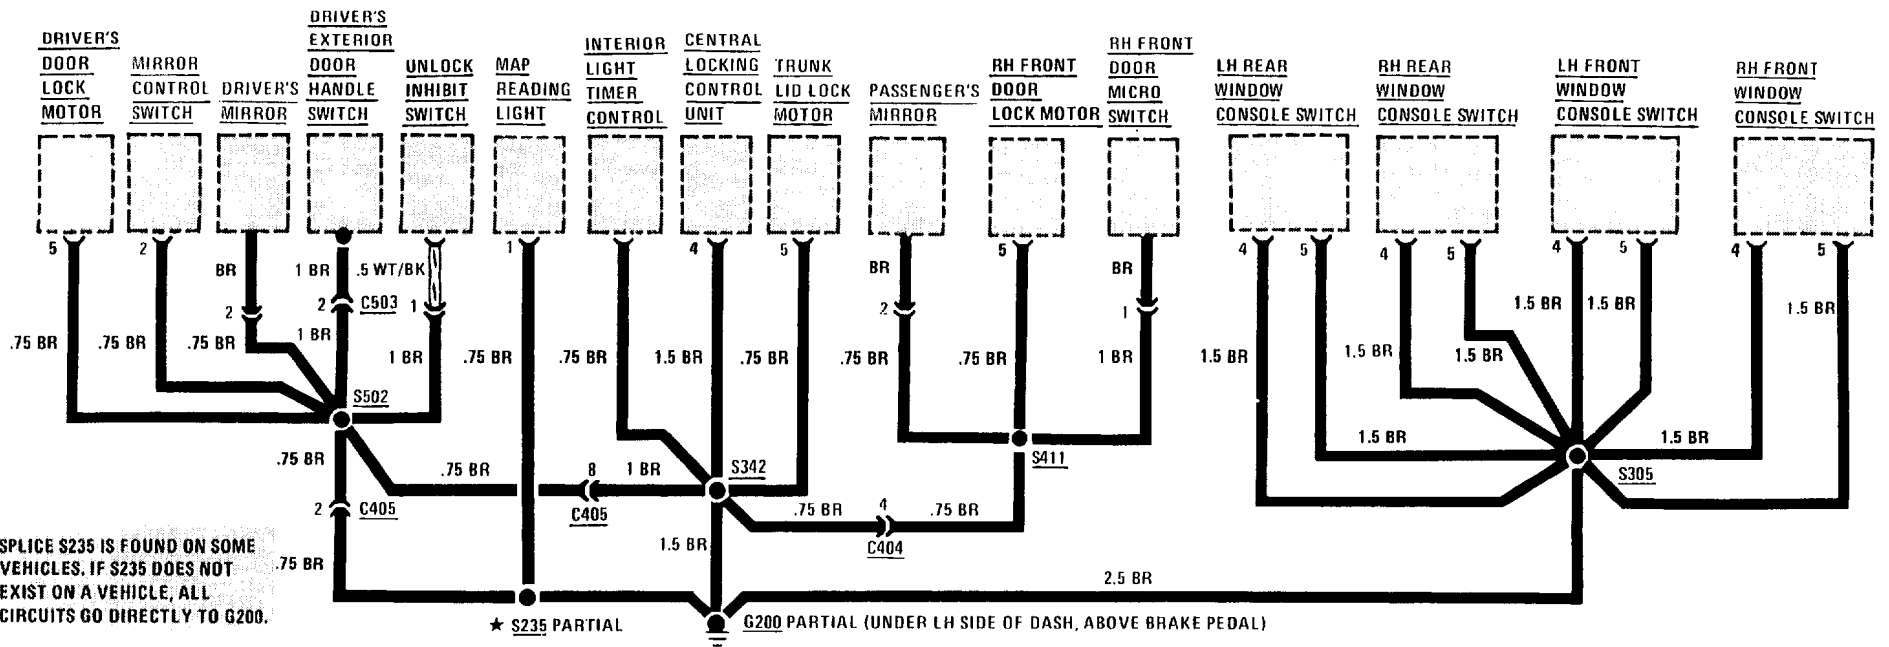 DRIVER'S
DOOR
LOCK
MOTOR
MIRROR
CONTROL
SWITCH
DRIVER'S
MIRROR
DRIVER'S
EXTERIOR
DOOR
HANDLE
SWITCH
UNLOCK
INHIBIT
SWITCH
MAP
READING
LIGHT
INTERIOR
LIGHT
TIMER
CONTROL
CENTRAL
LOCKING
CONTROL
UNIT
TRUNK
LID LOCK
MOTOR
PASSENGER'S
MIRROR
RH FRONT
DOOR
LOCK MOTOR
RH FRONT
DOOR
MICRO
SWITCH
LH REAR
WINDOW
CONSOLE SWITCH
RH REAR
WINDOW
CONSOLE SWITCH
LH FRONT
WINDOW
CONSOLE SWITCH
RH FRONT
WINDOW
CONSOLE SWITCH
5 2 1 4 5 5 4 5 4 5 4 5 4 5
BR 1 BR .5 WT/BK BR BR
2 2 C503 1 2 1
1.5 BR 1.5 BR 1.5 BR
.75 BR .75 BR .75 BR 1 BR 1 BR .75 BR .75 BR 1.5 BR .75 BR .75 BR .75 BR 1 BR 1.5 BR 1.5 BR 1.5 BR
S502
1.5 BR 1.5 BR
.75 BR .75 BR 8 1 BR S342 S411 S305
2 C405 C405 .75 BR 4 .75 BR
C404
1.5 BR
.75 BR 2.5 BR
SPLICE S235 IS FOUND ON SOME
VEHICLES. IF S235 DOES NOT
EXIST ON A VEHICLE, ALL
CIRCUITS GO DIRECTLY TO G200.
★ S235 PARTIAL
G200 PARTIAL (UNDER LH SIDE OF DASH, ABOVE BRAKE PEDAL)